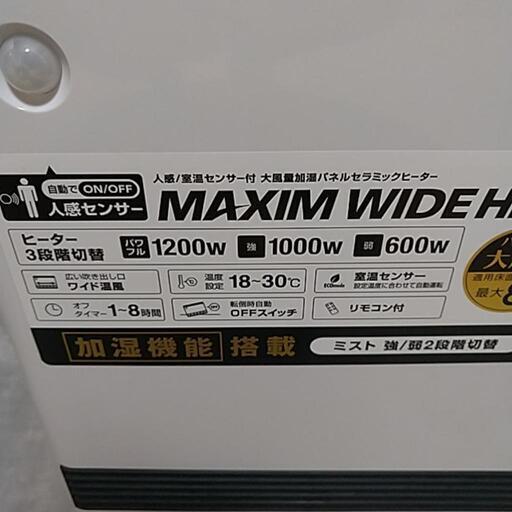 人感/室温センサー付 大風量加湿パネルセラミックヒーター
自動で ON/OFF
人感センサー
MAXIM WIDE
ヒーター
3段階切替
パワフル 1200w 強 1000w 弱 600w
広い吹き出し口
ワイド温風
温度
設定 18~30℃
ECOmode
室温センサー
設定温度に合わせて自動運転
オフ
タイマー 1~8時間
転倒時自動
OFFスイッチ
リモコン付
適用床面
最大
加湿機能 搭載
ミスト 強/弱2段階切替